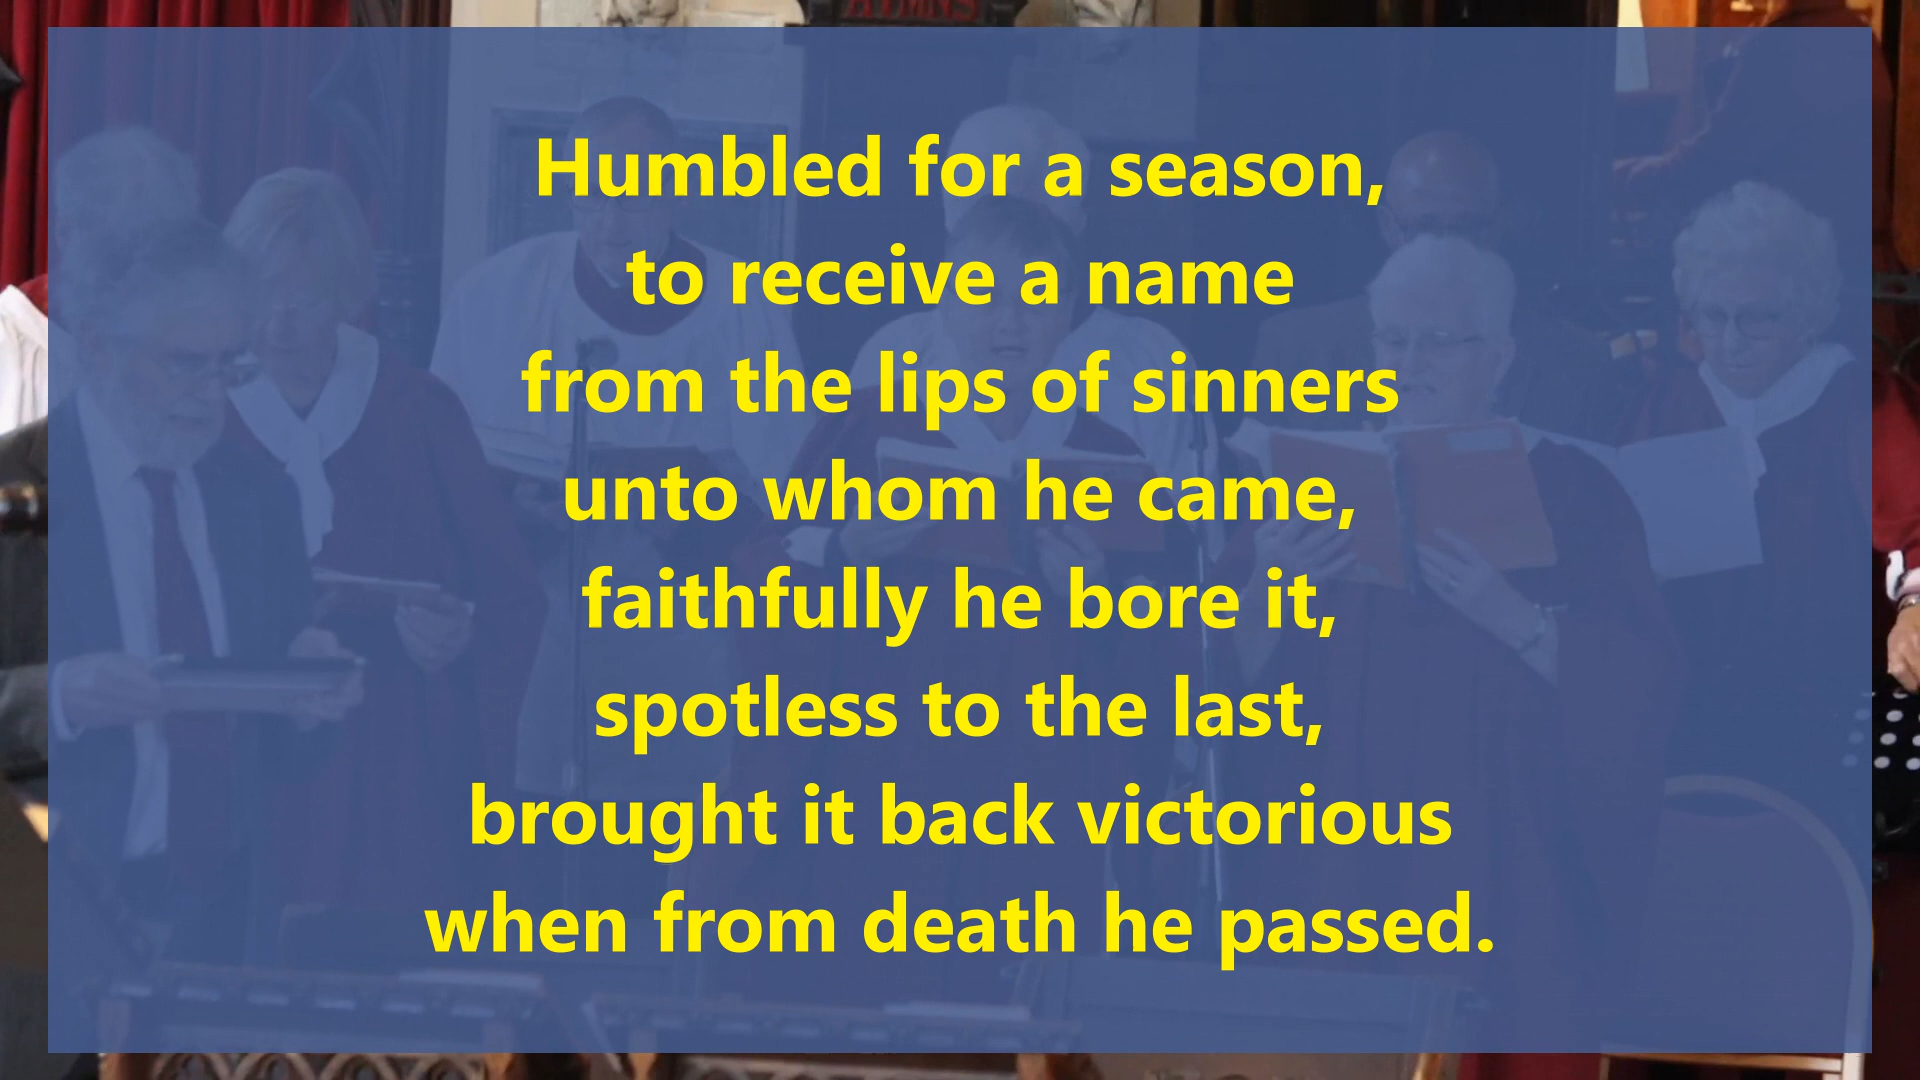 HYMNS
Humbled for a season,
to receive a name
from the lips of sinners
unto whom he came,
faithfully he bore it,
spotless to the last,
brought it back victorious
when from death he passed.